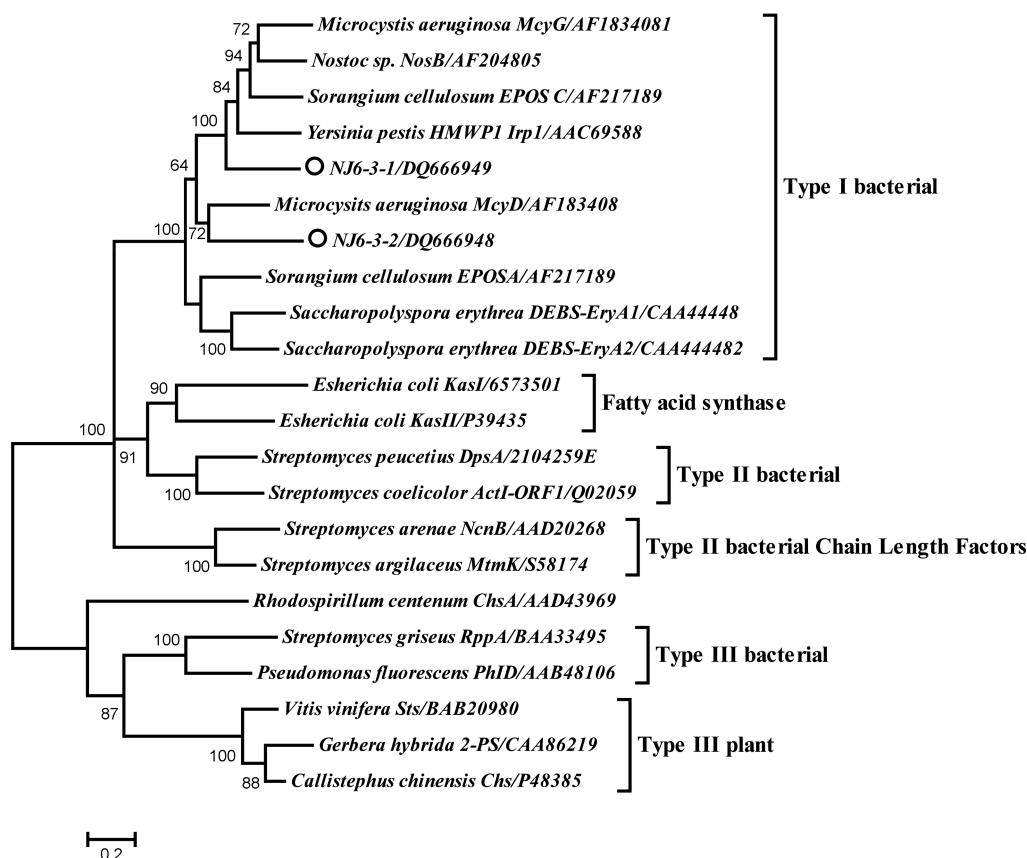 72
Microcystis aeruginosa McyG/AF1834081
94
Nostoc sp. NosB/AF204805
84
Sorangium cellulosum EPOS C/AF217189
100
Yersinia pestis HMWP1 Irp1/AAC69588
64
NJ6-3-1/DQ666949
Type I bacterial
Microcysits aeruginosa McyD/AF183408
100
72
NJ6-3-2/DQ666948
Sorangium cellulosum EPOSA/AF217189
Saccharopolyspora erythrea DEBS-EryA1/CAA44448
100
Saccharopolyspora erythrea DEBS-EryA2/CAA444482
90
Esherichia coli KasI/6573501
Fatty acid synthase
Esherichia coli KasII/P39435
100
91
Streptomyces peucetius DpsA/2104259E
Type II bacterial
100
Streptomyces coelicolor ActI-ORF1/Q02059
Streptomyces arenae NcnB/AAD20268
Type II bacterial Chain Length Factors
100
Streptomyces argilaceus MtmK/S58174
Rhodospirillum centenum ChsA/AAD43969
100
Streptomyces griseus RppA/BAA33495
Type III bacterial
Pseudomonas fluorescens PhID/AAB48106
87
Vitis vinifera Sts/BAB20980
100
Gerbera hybrida 2-PS/CAA86219
Type III plant
88
Callistephus chinensis Chs/P48385
0.2